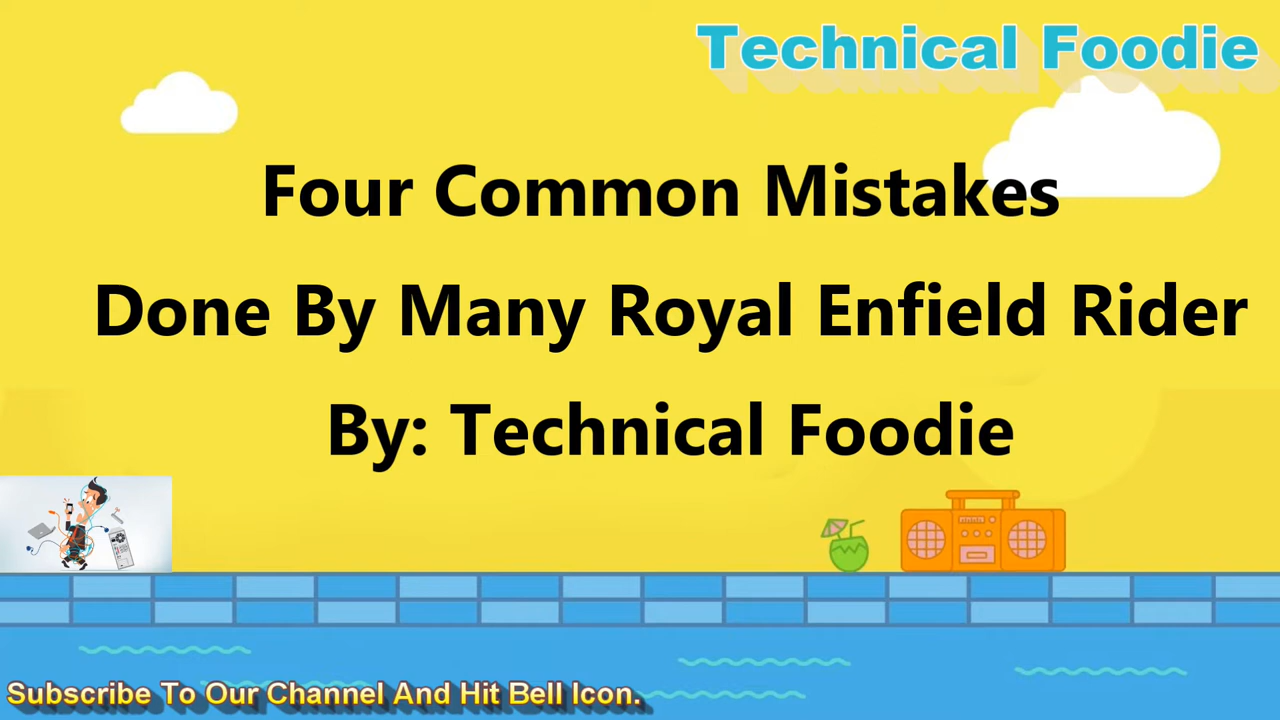 Technical Foodie
Four Common Mistakes
Done By Many Royal Enfield Rider
By: Technical Foodie
Subscribe To Our Channel And Hit Bell Icon.